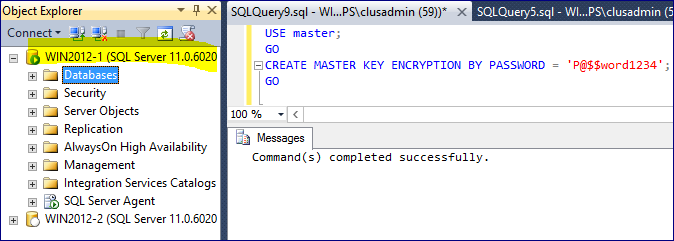 Object Explorer
Connect
WIN2012-1 (SQL Server 11.0.6020
Databases
Security
Server Objects
Replication
AlwaysOn High Availability
Management
Integration Services Catalogs
SQL Server Agent
WIN2012-2 (SQL Server 11.0.6020
SQLQuery9.sql - WI...PS\clusadmin (59))*
SQLQuery5.sql - WI...PS\clusadmin (5
USE master;
GO
CREATE MASTER KEY ENCRYPTION BY PASSWORD = 'P@$$word1234';
GO
100 %
Messages
Command(s) completed successfully.